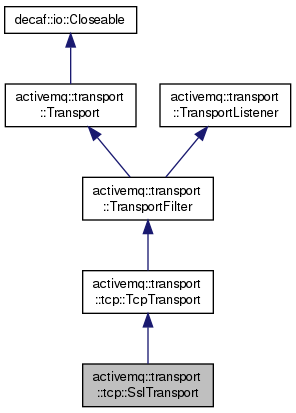 decaf::io::Closeable
activemq::transport
::Transport
activemq::transport
::TransportListener
activemq::transport
::TransportFilter
activemq::transport
::tcp::TcpTransport
activemq::transport
::tcp::SslTransport